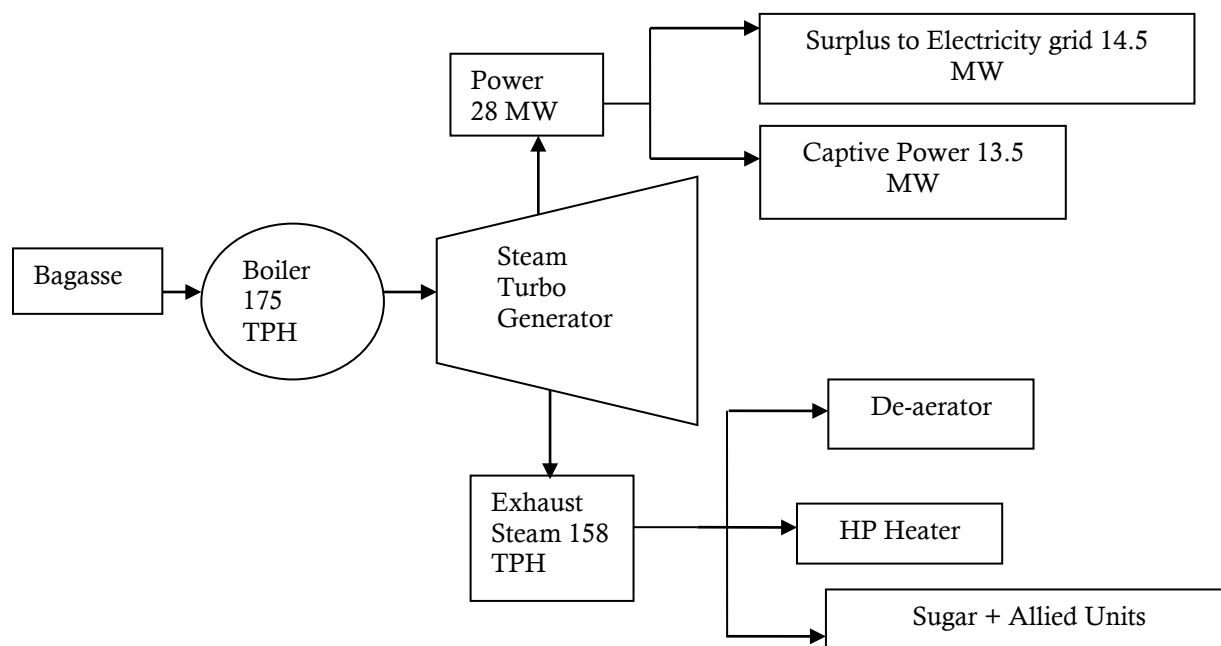 Surplus to Electricity grid 14.5
MW
Power
28 MW
Captive Power 13.5
MW
Bagasse
Boiler
175
TPH
Steam
Turbo
Generator
De-aerator
Exhaust
Steam 158
TPH
HP Heater
Sugar + Allied Units